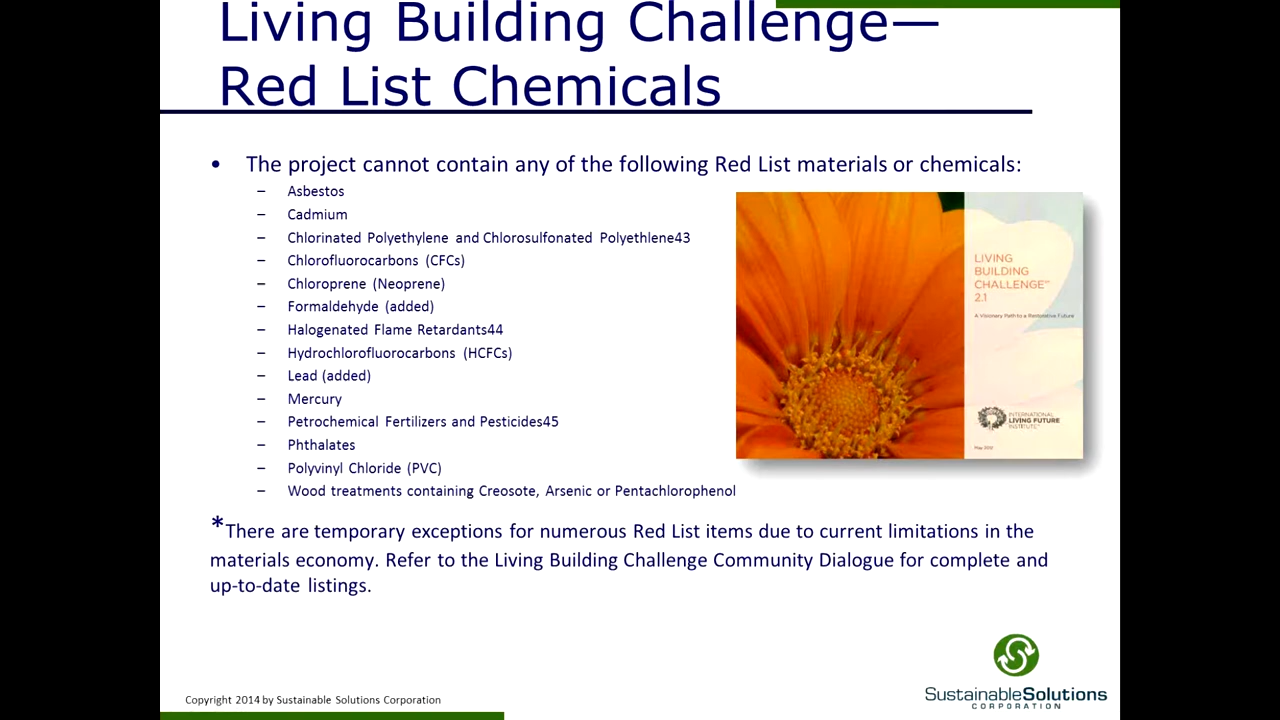 Living Building Challenge—
Red List Chemicals
• The project cannot contain any of the following Red List materials or chemicals:
– Asbestos
– Cadmium
– Chlorinated Polyethylene and Chlorosulfonated Polyethlene43
– Chlorofluorocarbons (CFCs)
– Chloroprene (Neoprene)
– Formaldehyde (added)
– Halogenated Flame Retardants44
– Hydrochlorofluorocarbons (HCFCs)
– Lead (added)
– Mercury
– Petrochemical Fertilizers and Pesticides45
– Phthalates
– Polyvinyl Chloride (PVC)
– Wood treatments containing Creosote, Arsenic or Pentachlorophenol
LIVING
BUILDING
CHALLENGE℠
2.1
A Visionary Path to a Restorative Future
INTERNATIONAL
LIVING FUTURE
INSTITUTE
May 2012
*There are temporary exceptions for numerous Red List items due to current limitations in the
materials economy. Refer to the Living Building Challenge Community Dialogue for complete and
up-to-date listings.
Copyright 2014 by Sustainable Solutions Corporation
SustainableSolutions
CORPORATION